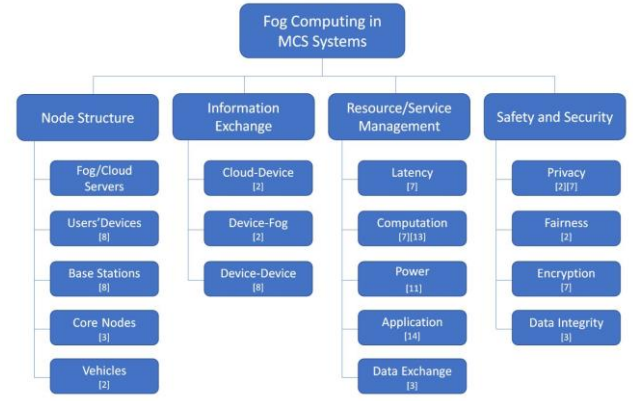 Fog Computing in
MCS Systems
Node Structure
Fog/Cloud
Servers
Users'Devices
[8]
Base Stations
[8]
Core Nodes
[3]
Vehicles
[2]
Information
Exchange
Cloud-Device
[2]
Device-Fog
[2]
Device-Device
[8]
Resource/Service
Management
Latency
[7]
Computation
[7][13]
Power
[11]
Application
[14]
Data Exchange
[3]
Safety and Security
Privacy
[2][7]
Fairness
[2]
Encryption
[7]
Data Integrity
[3]